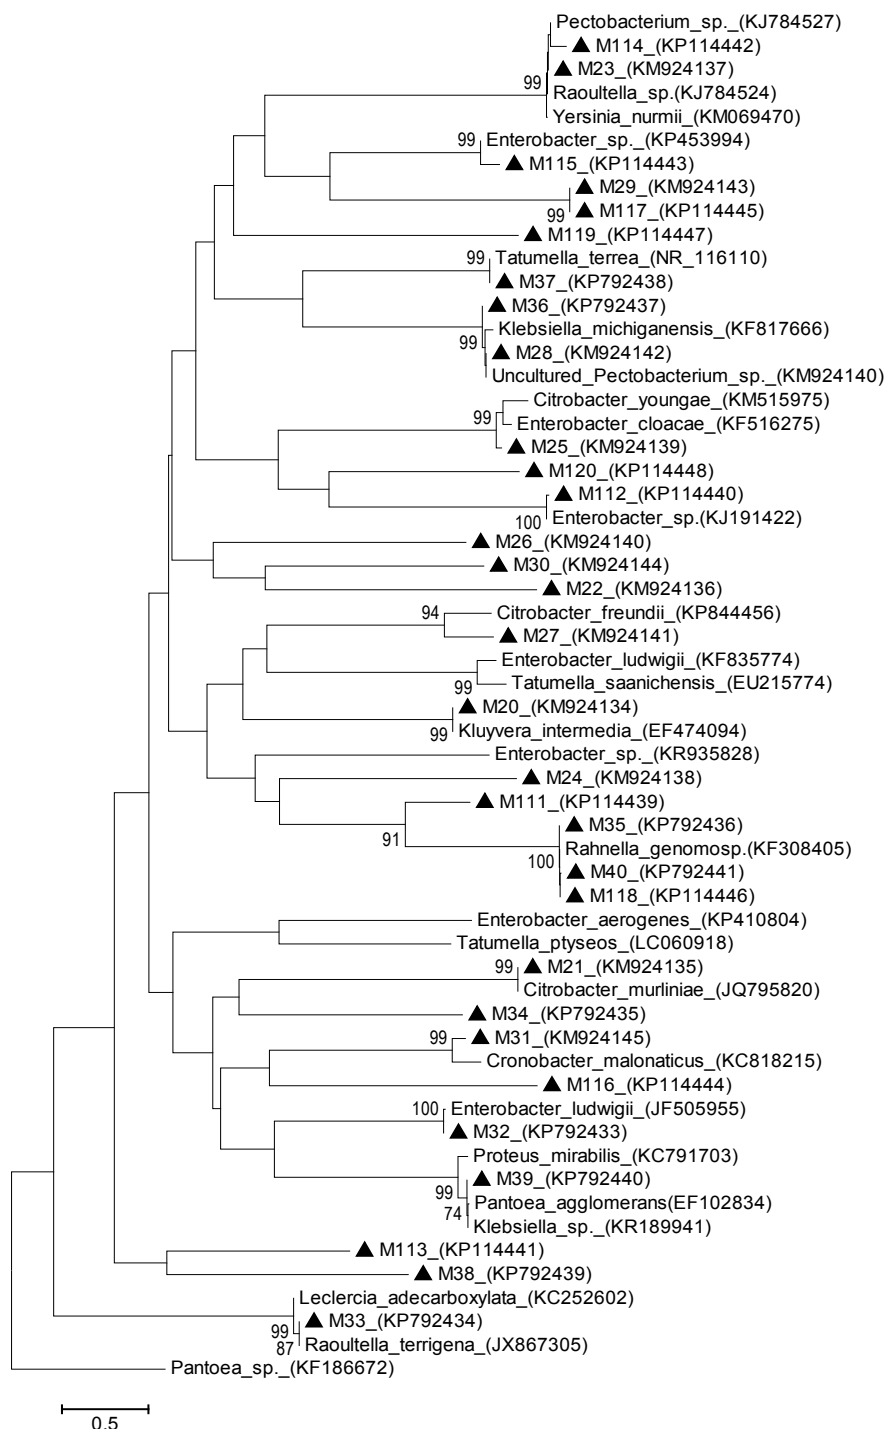 Pectobacterium_sp._(KJ784527)
M114_(KP114442)
M23_(KM924137)
99
Raoultella_sp.(KJ784524)
Yersinia_nurmii_(KM069470)
99
Enterobacter_sp._(KP453994)
M115_(KP114443)
M29_(KM924143)
M117_(KP114445)
99
M119_(KP114447)
99
Tatumella_terrea_(NR_116110)
M37_(KP792438)
M36_(KP792437)
Klebsiella_michiganensis_(KF817666)
99
M28_(KM924142)
Uncultured_Pectobacterium_sp._(KM924140)
Citrobacter_youngae_(KM515975)
99
Enterobacter_cloacae_(KF516275)
M25_(KM924139)
M120_(KP114448)
M112_(KP114440)
100
Enterobacter_sp.(KJ191422)
M26_(KM924140)
M30_(KM924144)
M22_(KM924136)
94
Citrobacter_freundii_(KP844456)
M27_(KM924141)
Enterobacter_ludwigii_(KF835774)
99
Tatumella_saanichensis_(EU215774)
M20_(KM924134)
99
Kluyvera_intermedia_(EF474094)
Enterobacter_sp._(KR935828)
M24_(KM924138)
M111_(KP114439)
91
M35_(KP792436)
Rahnella_genomosp.(KF308405)
100
M40_(KP792441)
M118_(KP114446)
Enterobacter_aerogenes_(KP410804)
Tatumella_ptyseos_(LC060918)
99
M21_(KM924135)
Citrobacter_murliniae_(JQ795820)
M34_(KP792435)
99
M31_(KM924145)
Cronobacter_malonaticus_(KC818215)
M116_(KP114444)
100
Enterobacter_ludwigii_(JF505955)
M32_(KP792433)
Proteus_mirabilis_(KC791703)
99
M39_(KP792440)
74
Pantoea_agglomerans(EF102834)
Klebsiella_sp._(KR189941)
M113_(KP114441)
M38_(KP792439)
Leclercia_adecarboxylata_(KC252602)
99
M33_(KP792434)
87
Raoultella_terrigena_(JX867305)
Pantoea_sp._(KF186672)
0.5